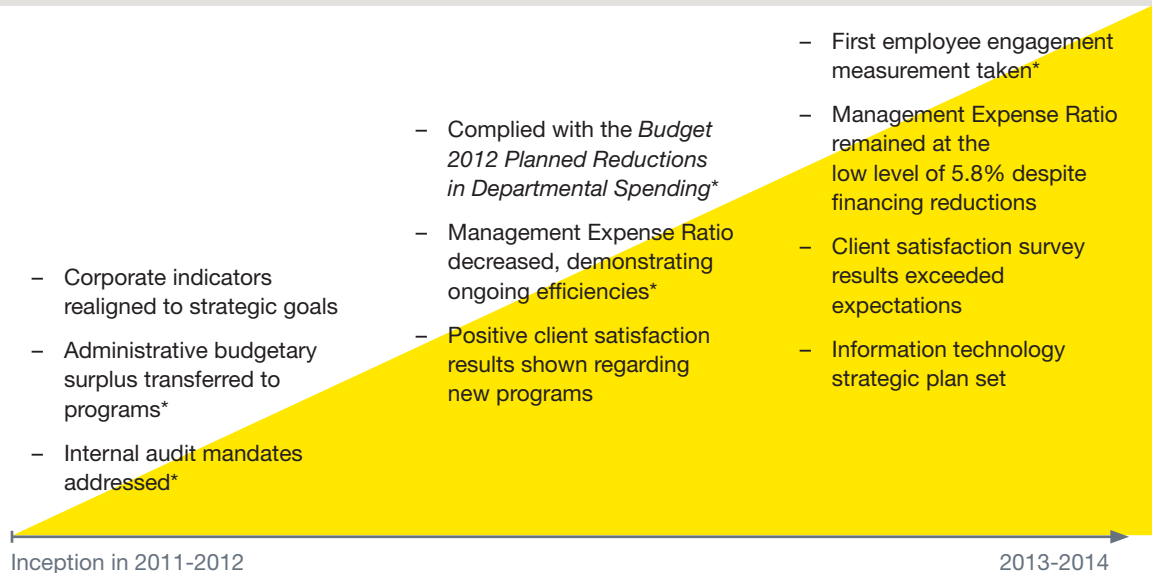 – Corporate indicators
realigned to strategic goals
– Administrative budgetary
surplus transferred to
programs*
– Internal audit mandates
addressed*
– Complied with the Budget
2012 Planned Reductions
in Departmental Spending*
– Management Expense Ratio
decreased, demonstrating
ongoing efficiencies*
– Positive client satisfaction
results shown regarding
new programs
– First employee engagement
measurement taken*
– Management Expense Ratio
remained at the
low level of 5.8% despite
financing reductions
– Client satisfaction survey
results exceeded
expectations
– Information technology
strategic plan set
Inception in 2011-2012
2013-2014